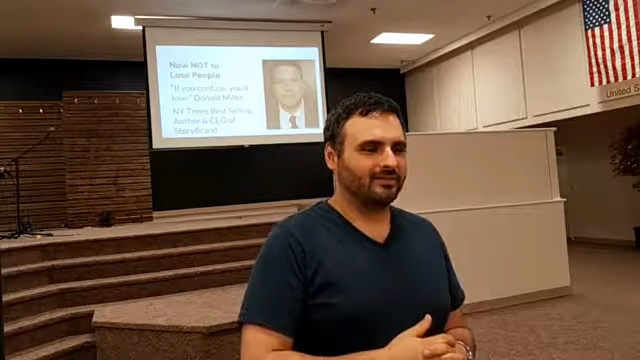 How NOT to
Lose People
"If you confuse, you'll
lose." Donald Miller
NY Times Best Selling
Author & CEO of
StoryBrand
United S